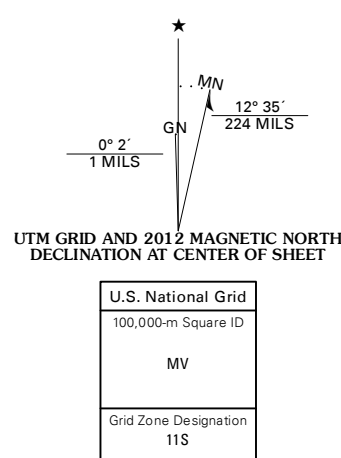 ★
MN
GN
12° 35´
224 MILS
0° 2´
1 MILS
UTM GRID AND 2012 MAGNETIC NORTH
DECLINATION AT CENTER OF SHEET
U.S. National Grid
100,000-m Square ID
MV
Grid Zone Designation
11S